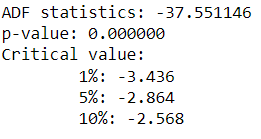 ADF statistics: -37.551146
p-value: 0.000000
Critical value:
1%: -3.436
5%: -2.864
10%: -2.568